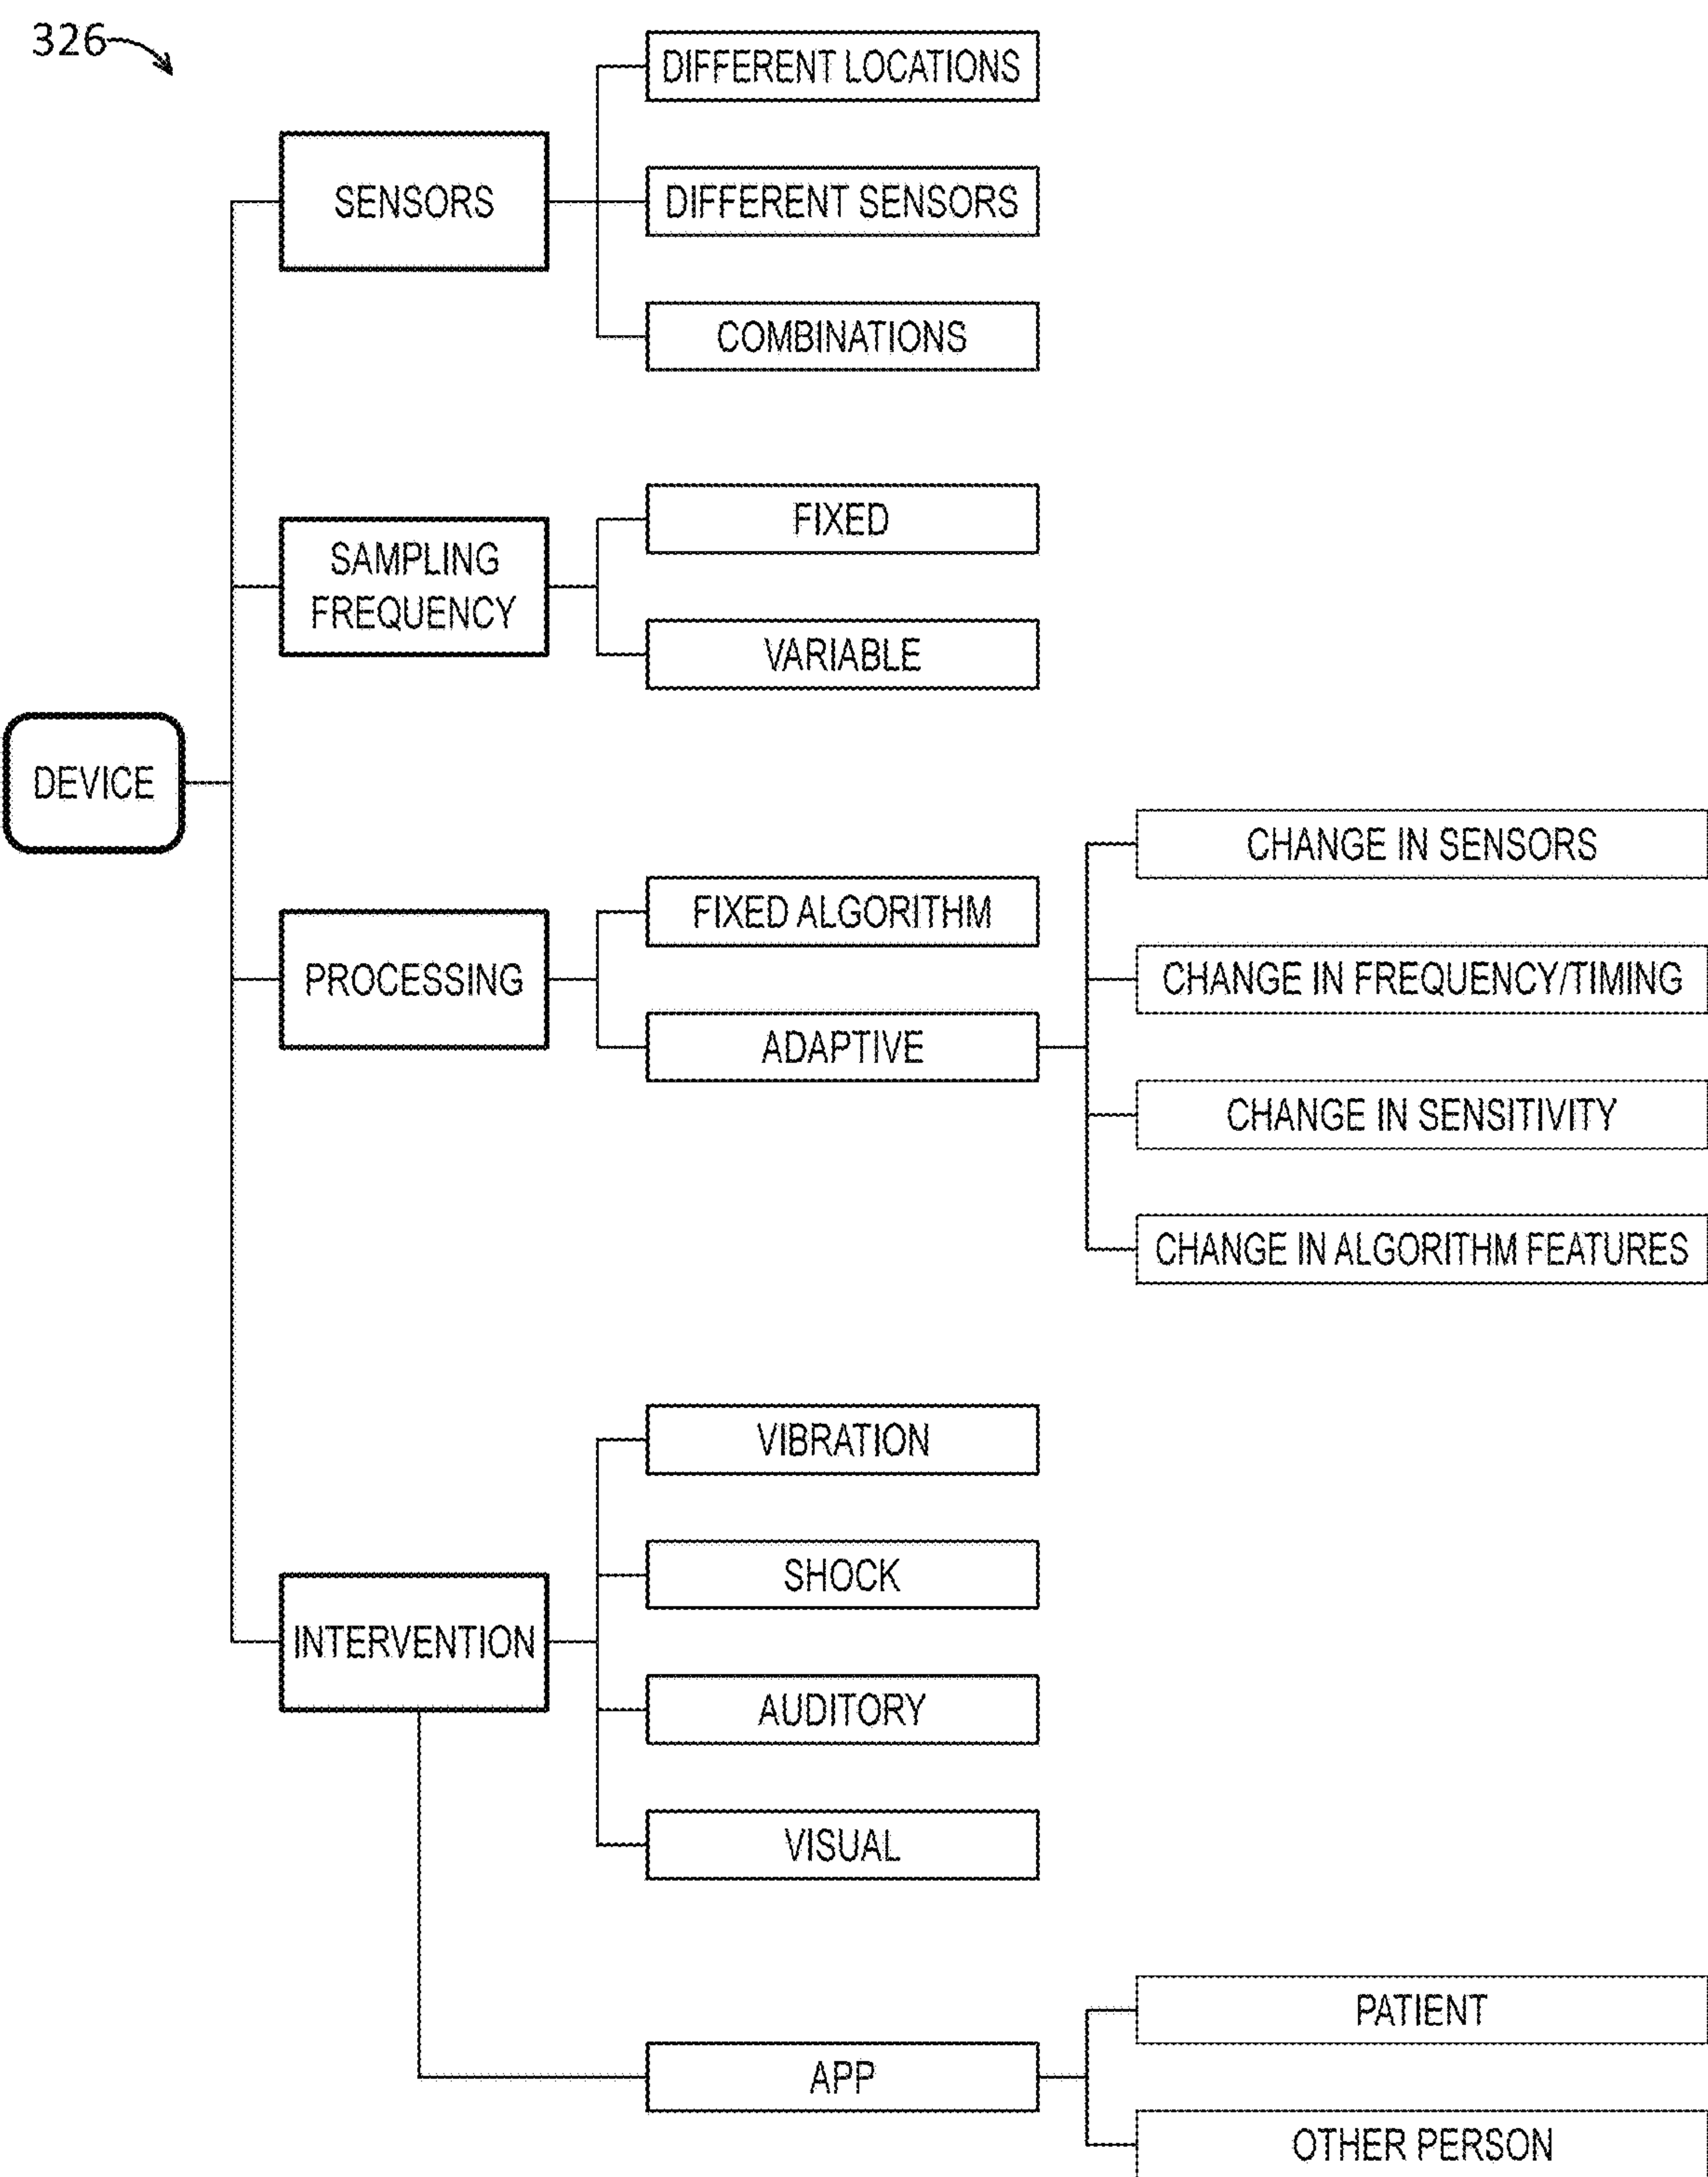 326
DIFFERENT LOCATIONS
SENSORS
DIFFERENT SENSORS
COMBINATIONS
FIXED
SAMPLING
FREQUENCY
VARIABLE
DEVICE
CHANGE IN SENSORS
FIXED ALGORITHM
PROCESSING
CHANGE IN FREQUENCY/TIMING
ADAPTIVE
CHANGE IN SENSITIVITY
CHANGE IN ALGORITHM FEATURES
VIBRATION
SHOCK
INTERVENTION
AUDITORY
VISUAL
PATIENT
APP
OTHER PERSON